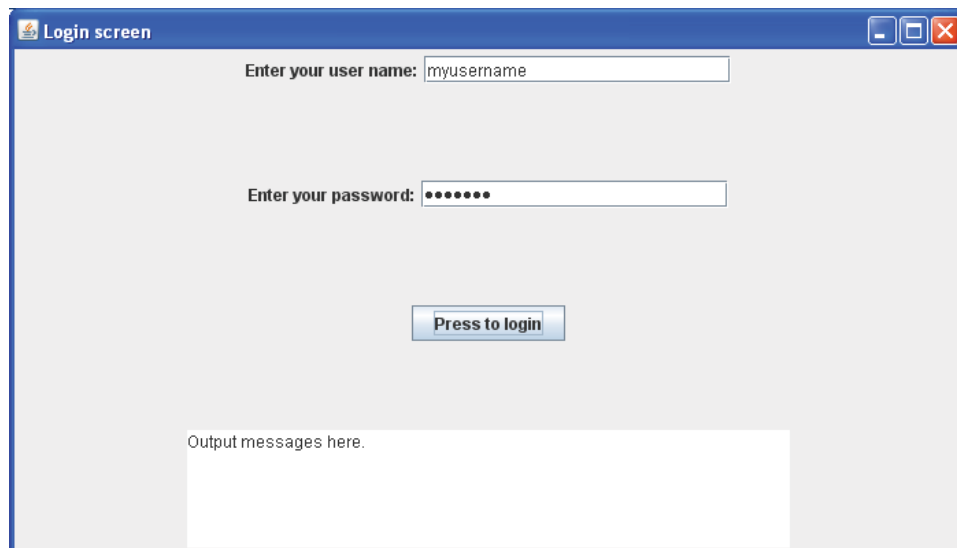 Login screen
Enter your user name: myusername
Enter your password: •••••••
Press to login
Output messages here.